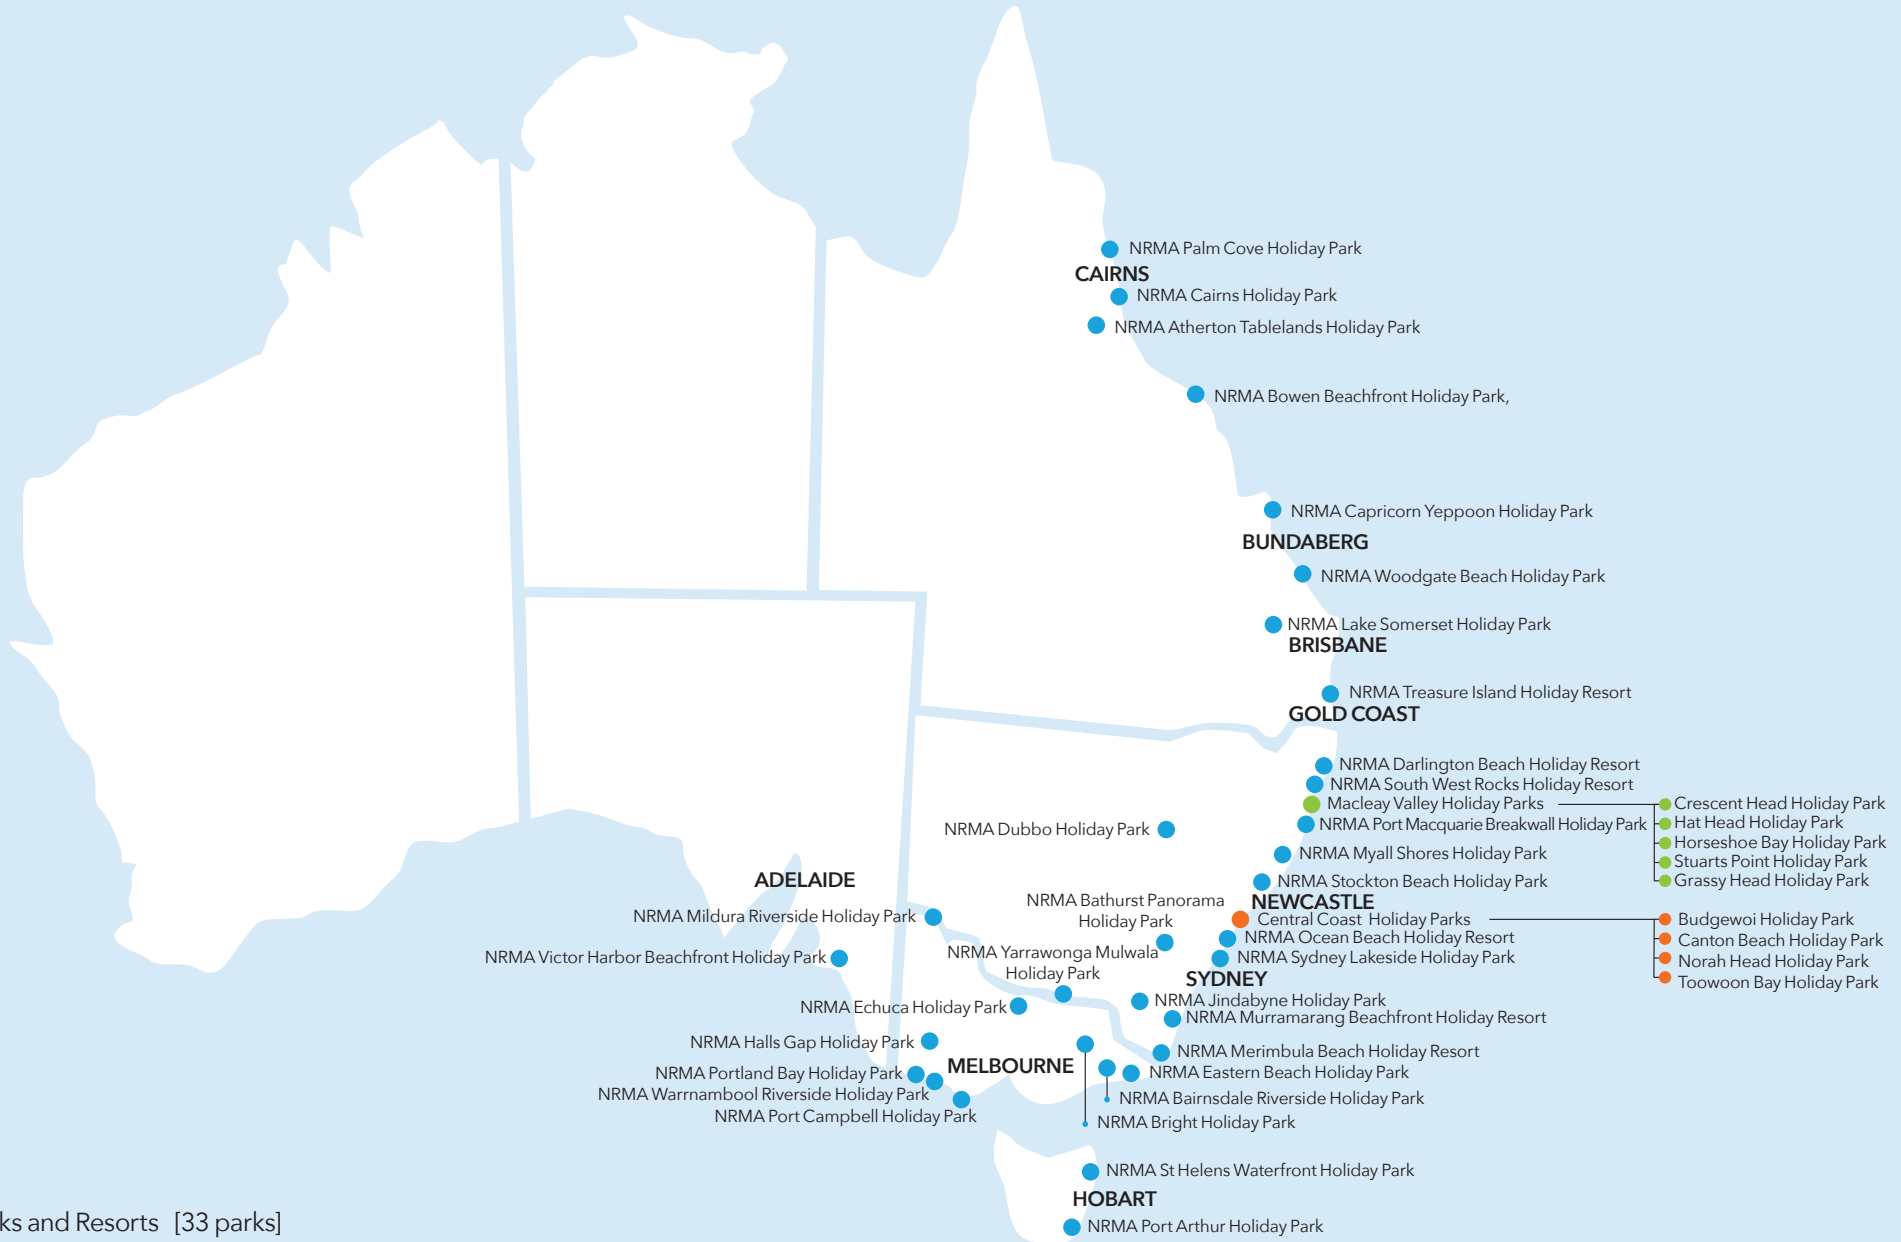 NRMA Palm Cove Holiday Park
CAIRNS
NRMA Cairns Holiday Park
NRMA Atherton Tablelands Holiday Park
NRMA Bowen Beachfront Holiday Park,
NRMA Capricorn Yeppoon Holiday Park
BUNDABERG
NRMA Woodgate Beach Holiday Park
NRMA Lake Somerset Holiday Park
BRISBANE
NRMA Treasure Island Holiday Resort
GOLD COAST
NRMA Darlington Beach Holiday Resort
NRMA South West Rocks Holiday Resort
Macleay Valley Holiday Parks
Crescent Head Holiday Park
Hat Head Holiday Park
Horseshoe Bay Holiday Park
Stuarts Point Holiday Park
Grassy Head Holiday Park
NRMA Port Macquarie Breakwall Holiday Park
NRMA Dubbo Holiday Park
NRMA Myall Shores Holiday Park
NRMA Stockton Beach Holiday Park
ADELAIDE
NRMA Bathurst Panorama
Holiday Park
NEWCASTLE
NRMA Mildura Riverside Holiday Park
Central Coast Holiday Parks
Budgewoi Holiday Park
Canton Beach Holiday Park
Norah Head Holiday Park
Toowoon Bay Holiday Park
NRMA Ocean Beach Holiday Resort
NRMA Victor Harbor Beachfront Holiday Park
NRMA Yarrawonga Mulwala
Holiday Park
NRMA Sydney Lakeside Holiday Park
SYDNEY
NRMA Jindabyne Holiday Park
NRMA Echuca Holiday Park
NRMA Murramarang Beachfront Holiday Resort
NRMA Halls Gap Holiday Park
NRMA Merimbula Beach Holiday Resort
MELBOURNE
NRMA Portland Bay Holiday Park
NRMA Eastern Beach Holiday Park
NRMA Warrnambool Riverside Holiday Park
NRMA Bairnsdale Riverside Holiday Park
NRMA Port Campbell Holiday Park
NRMA Bright Holiday Park
NRMA St Helens Waterfront Holiday Park
HOBART
NRMA Port Arthur Holiday Park
ks and Resorts [33 parks]